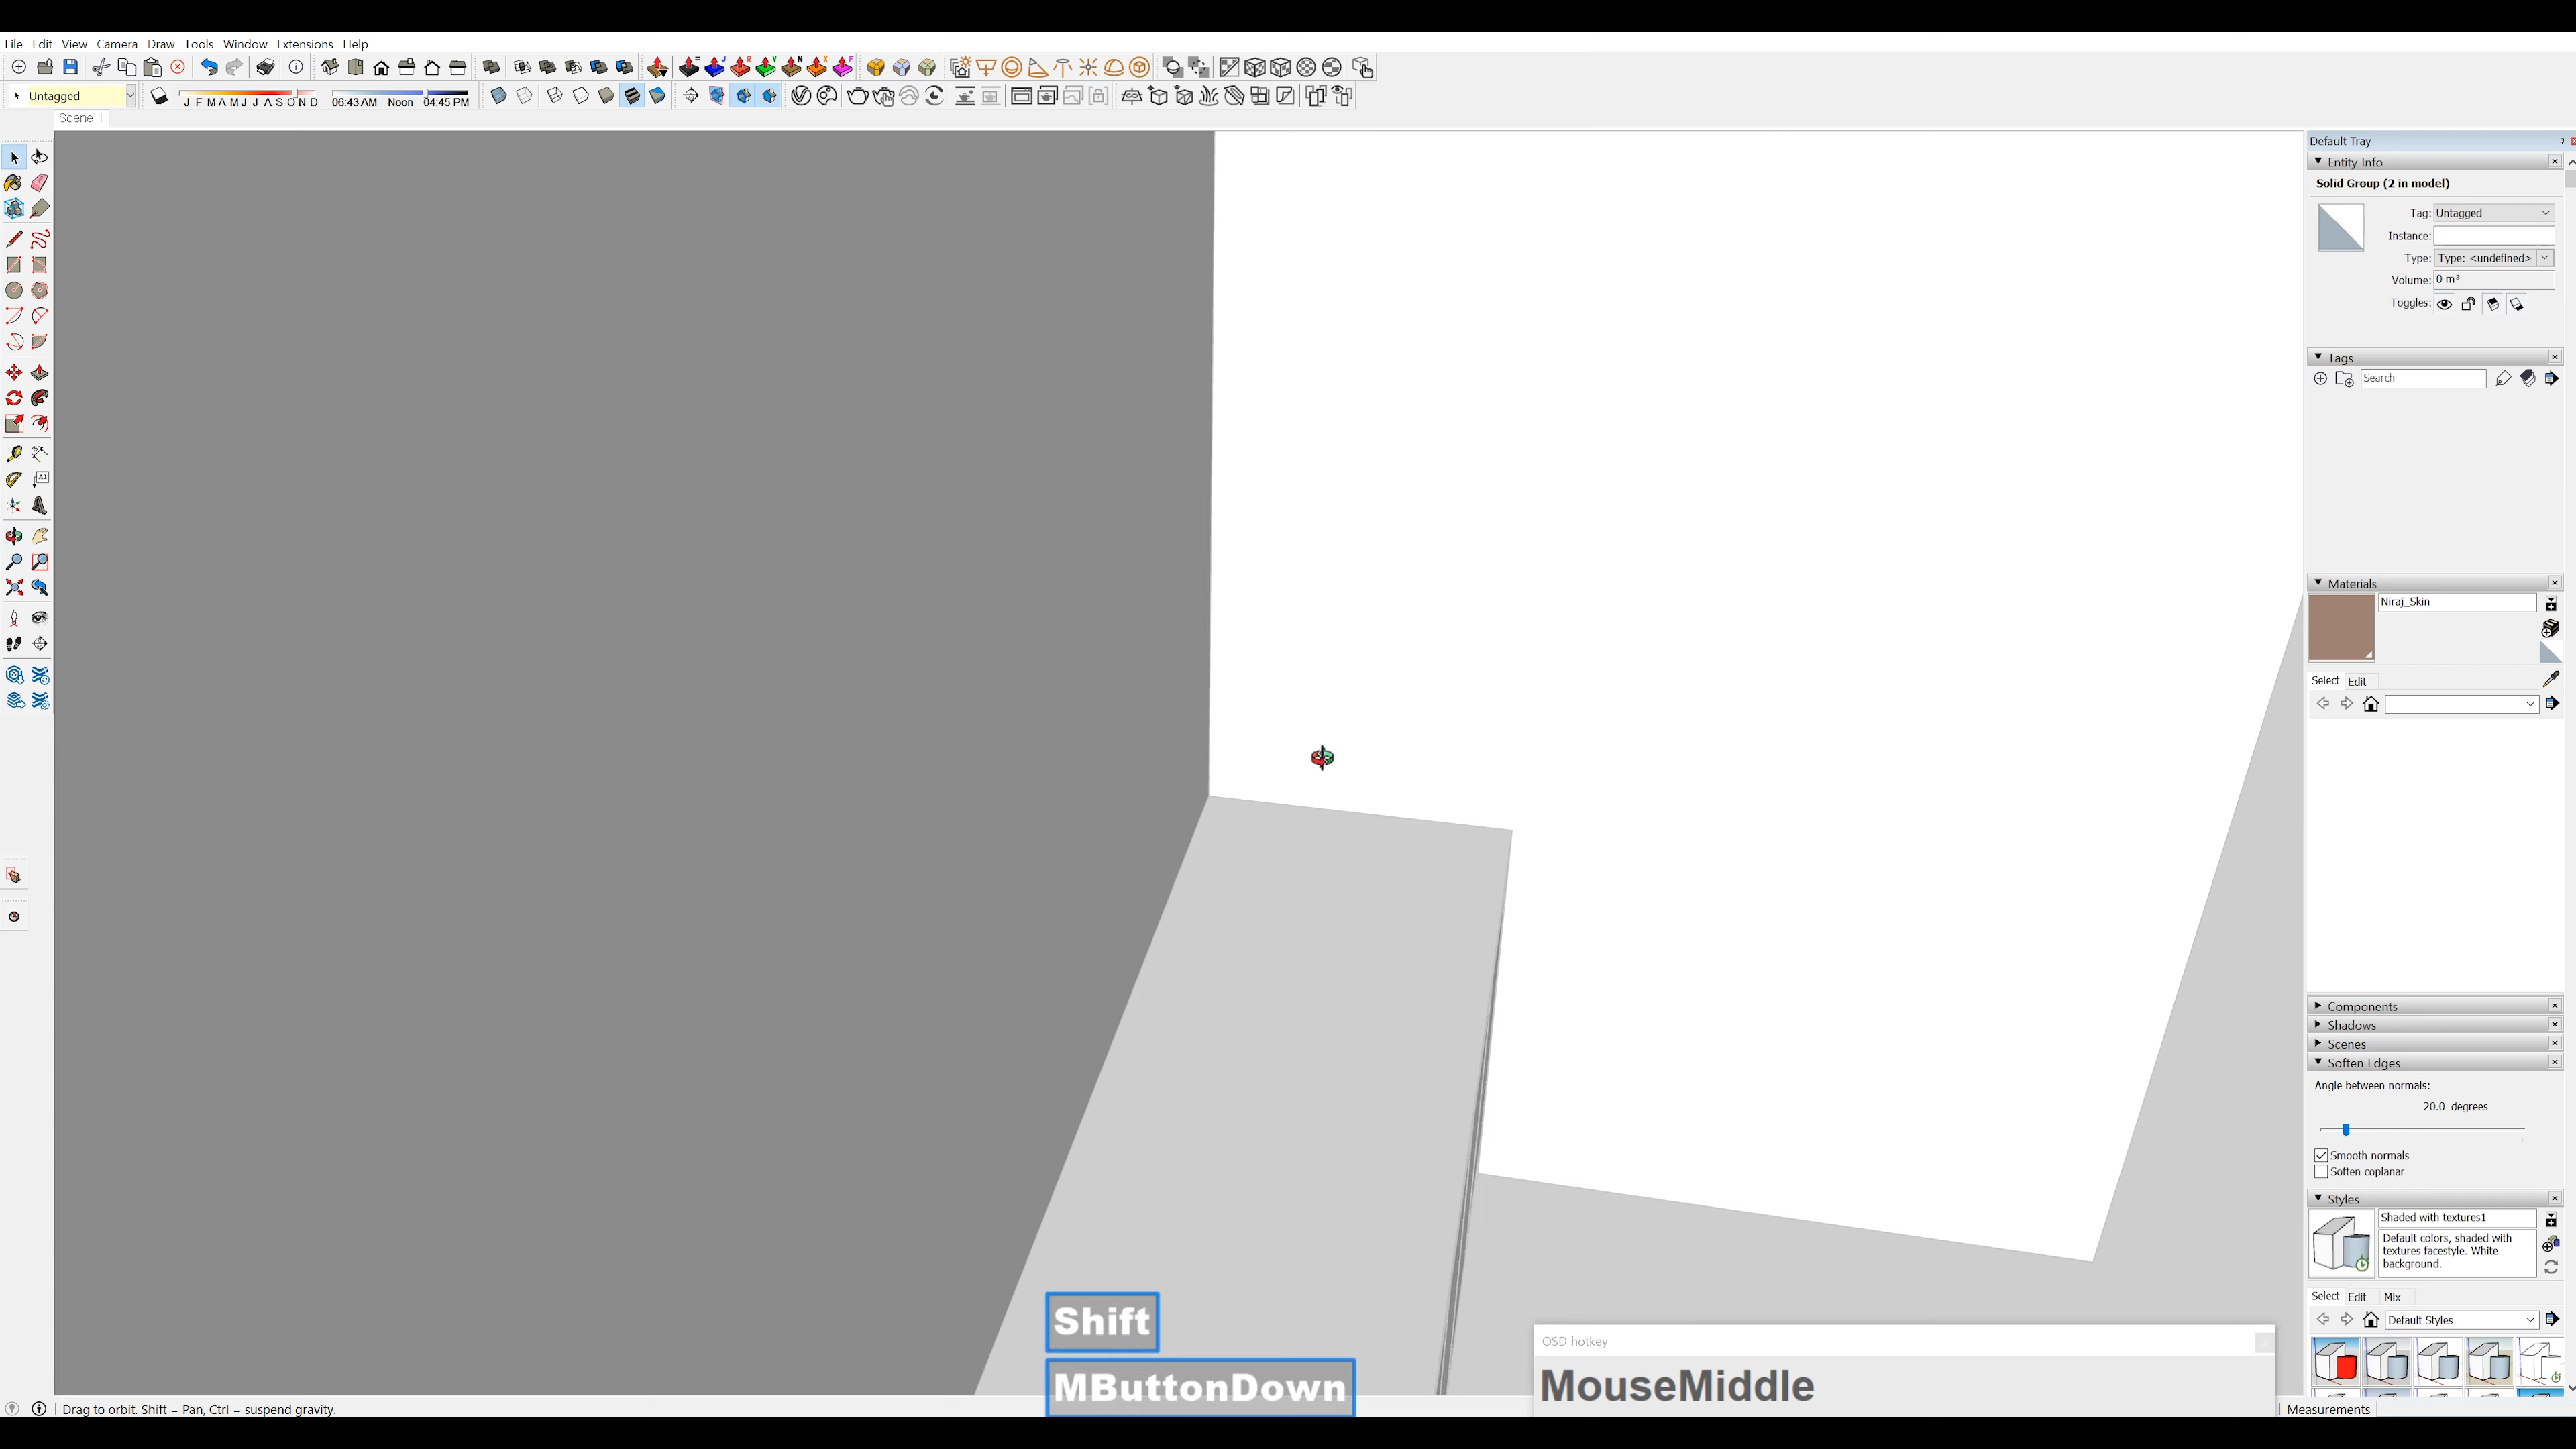 File Edit View Camera Draw Tools Window Extensions Help
Untagged
J F M A M J J A S O N D
06:43 AM Noon 04:45 PM
Scene 1
Default Tray
Entity Info
Solid Group (2 in model)
Tag: Untagged
Instance:
Type: Type: <undefined>
Volume: 0 m³
Toggles:
Tags
Search
Materials
Niraj_Skin
Select Edit
Components
Shadows
Scenes
Soften Edges
Angle between normals:
20.0 degrees
Smooth normals
Soften coplanar
Styles
Shaded with textures1
Default colors, shaded with
textures facestyle. White
background.
Select Edit Mix
Default Styles
Shift
MButtonDown
OSD hotkey
MouseMiddle
Drag to orbit. Shift = Pan, Ctrl = suspend gravity.
Measurements